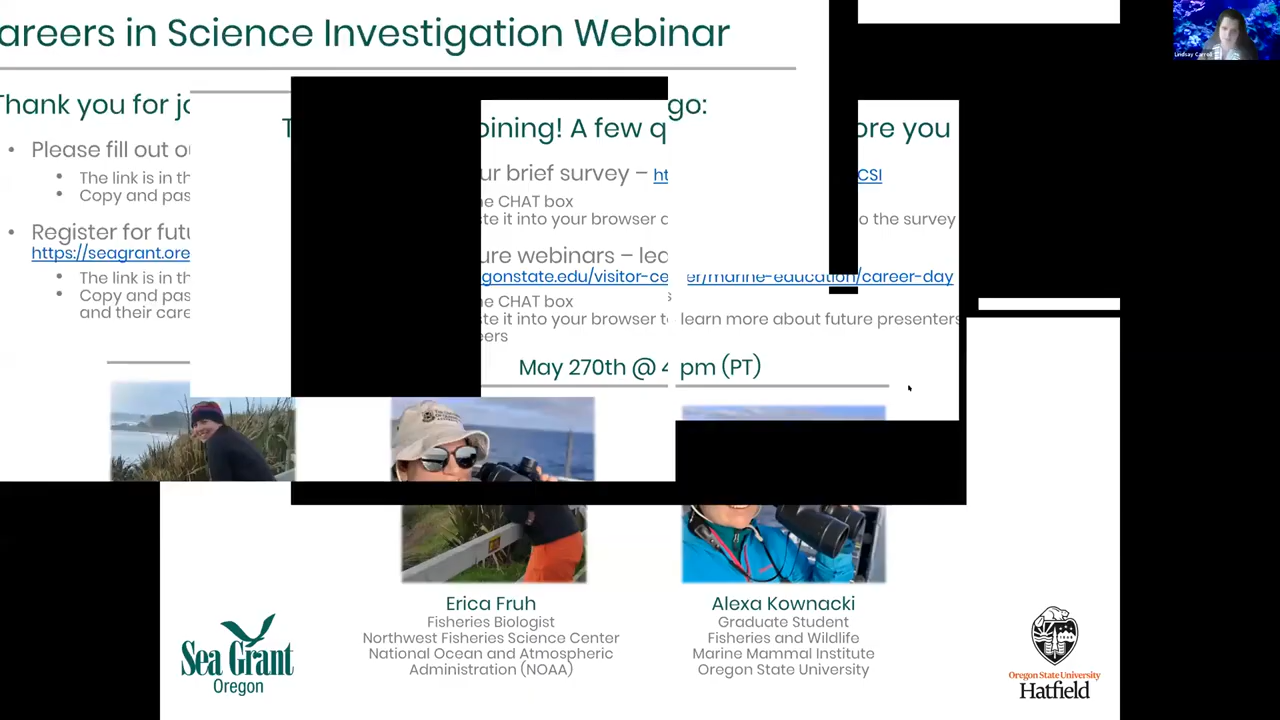 areers in Science Investigation Webinar
Thank you for jo
go:
T
oining! A few q
ore you
Please fill out ou
ur brief survey – ht
CSI
The link is in th
e CHAT box
Copy and pas
te it into your browser
o the survey
Register for futu
ure webinars – lea
https://seagrant.ore
gonstate.edu/visitor-ce
er/marine-education/career-day
The link is in th
e CHAT box
Copy and pas
te it into your browser to
learn more about future presenters
and their care
eers
May 270th @ 4 pm (PT)
Erica Fruh
Fisheries Biologist
Northwest Fisheries Science Center
National Ocean and Atmospheric
Administration (NOAA)
Alexa Kownacki
Graduate Student
Fisheries and Wildlife
Marine Mammal Institute
Oregon State University
Sea Grant
Oregon
Oregon State University
Hatfield
Lindsay Carroll